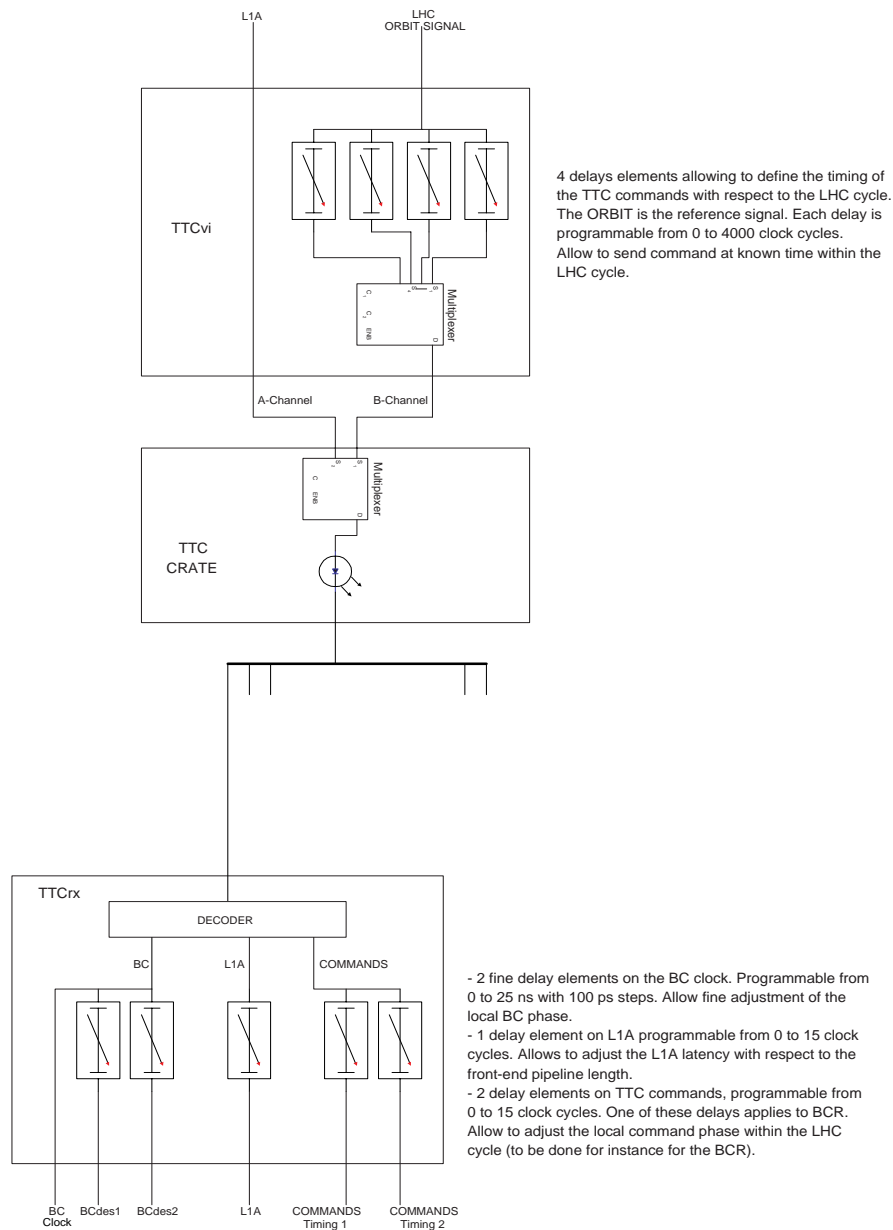 L1A
LHC
ORBIT SIGNAL
4 delays elements allowing to define the timing of
the TTC commands with respect to the LHC cycle.
The ORBIT is the reference signal. Each delay is
programmable from 0 to 4000 clock cycles.
Allow to send command at known time within the
LHC cycle.
TTCvi
Multiplexer
S1
S4
C1
C2
ENB
D
A-Channel
B-Channel
Multiplexer
S1
S2
C
ENB
D
TTC
CRATE
TTCrx
DECODER
BC
L1A
COMMANDS
- 2 fine delay elements on the BC clock. Programmable from
0 to 25 ns with 100 ps steps. Allow fine adjustment of the
local BC phase.
- 1 delay element on L1A programmable from 0 to 15 clock
cycles. Allows to adjust the L1A latency with respect to the
front-end pipeline length.
- 2 delay elements on TTC commands, programmable from
0 to 15 clock cycles. One of these delays applies to BCR.
Allow to adjust the local command phase within the LHC
cycle (to be done for instance for the BCR).
BC
Clock
BCdes1
BCdes2
L1A
COMMANDS
Timing 1
COMMANDS
Timing 2